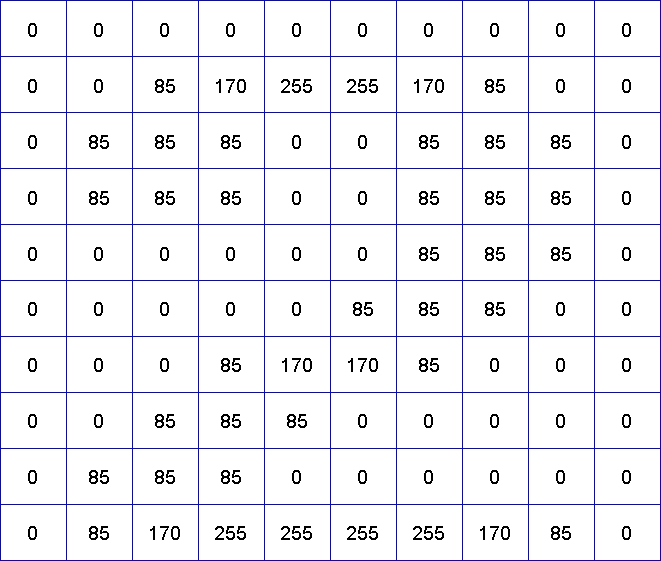 0 0 0 0 0 0 0 0 0 0
0 0 85 170 255 255 170 85 0 0
0 85 85 85 0 0 85 85 85 0
0 85 85 85 0 0 85 85 85 0
0 0 0 0 0 0 85 85 85 0
0 0 0 0 0 85 85 85 0 0
0 0 0 85 170 170 85 0 0 0
0 0 85 85 85 0 0 0 0 0
0 85 85 85 0 0 0 0 0 0
0 85 170 255 255 255 255 170 85 0